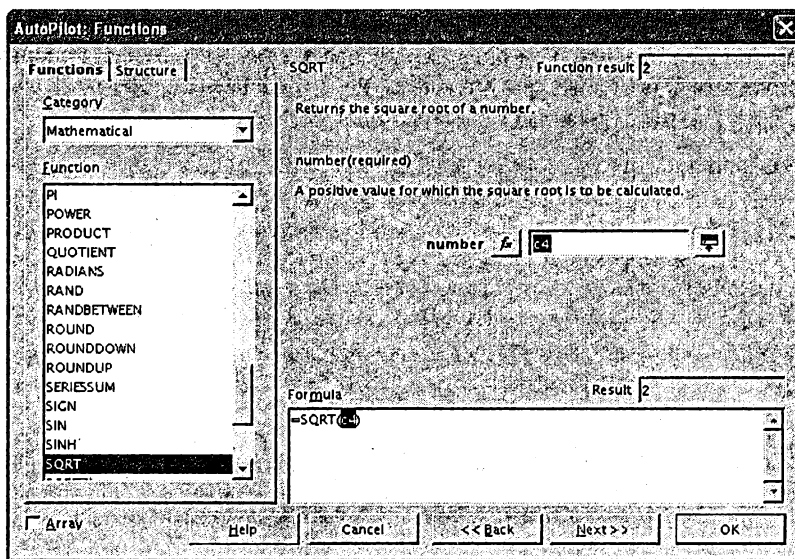 AutoPilot: Functions
Functions Structure
Category
Mathematical
Function
PI
POWER
PRODUCT
QUOTIENT
RADIANS
RAND
RANDBETWEEN
ROUND
ROUNDDOWN
ROUNDUP
SERIESSUM
SIGN
SIN
SINH
SQRT
Array
SQRT Function result 2
Returns the square root of a number.
number(required)
A positive value for which the square root is to be calculated.
number fx c4
Result 2
Formula
=SQRT(c4)
Help Cancel << Back Next >> OK